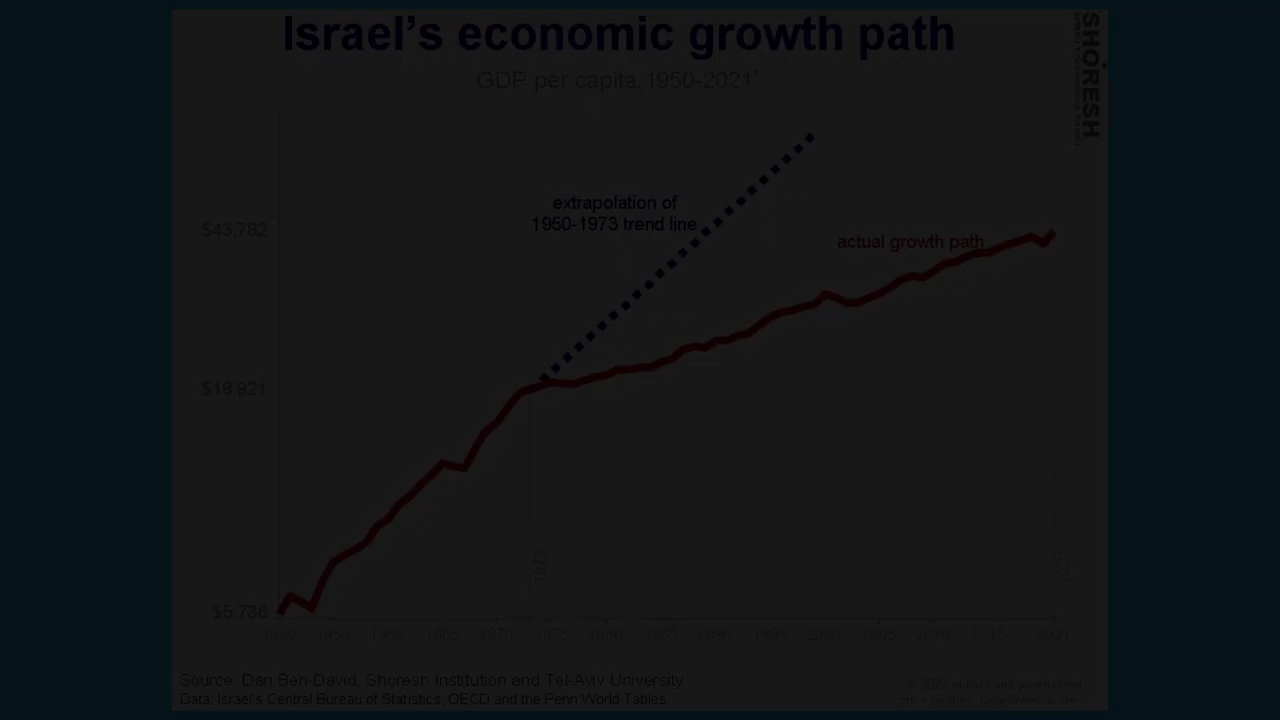 Israel's economic growth path
GDP per capita, 1950-2021*
SHORESH
extrapolation of
1950-1973 trend line
$43,782
actual growth path
$18,921
1973
2021
$5,736
1950 1955 1960 1965 1970 1975 1980 1985 1990 1995 2000 2005 2010 2015 2021
Source: Dan Ben-David, Shoresh Institution and Tel-Aviv University
Data: Israel's Central Bureau of Statistics, OECD and the Penn World Tables.